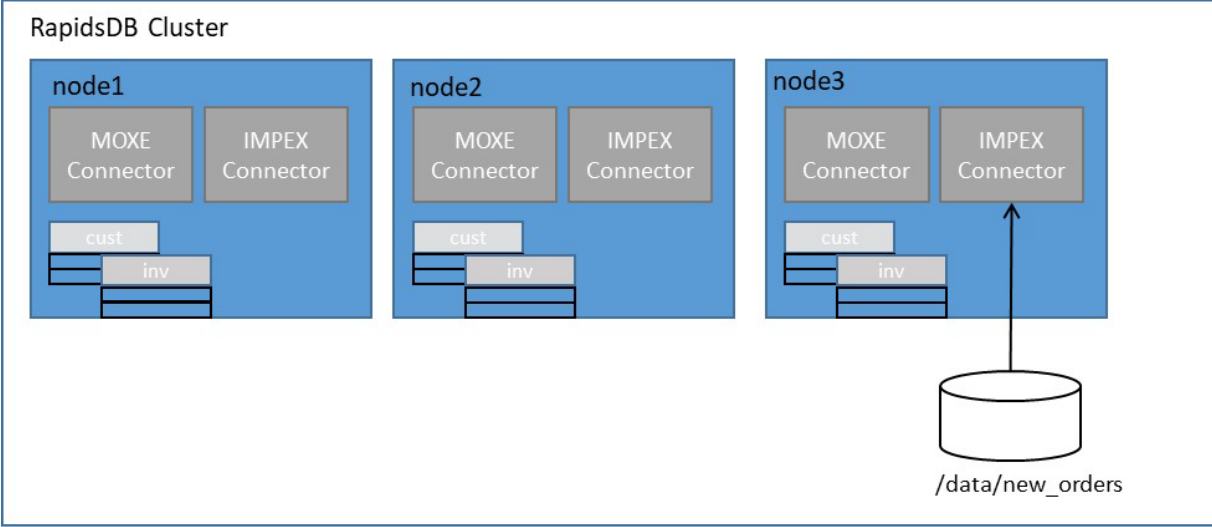 RapidsDB Cluster
node1
MOXE
Connector
IMPEX
Connector
cust
inv
node2
MOXE
Connector
IMPEX
Connector
cust
inv
node3
MOXE
Connector
IMPEX
Connector
cust
inv
/data/new_orders